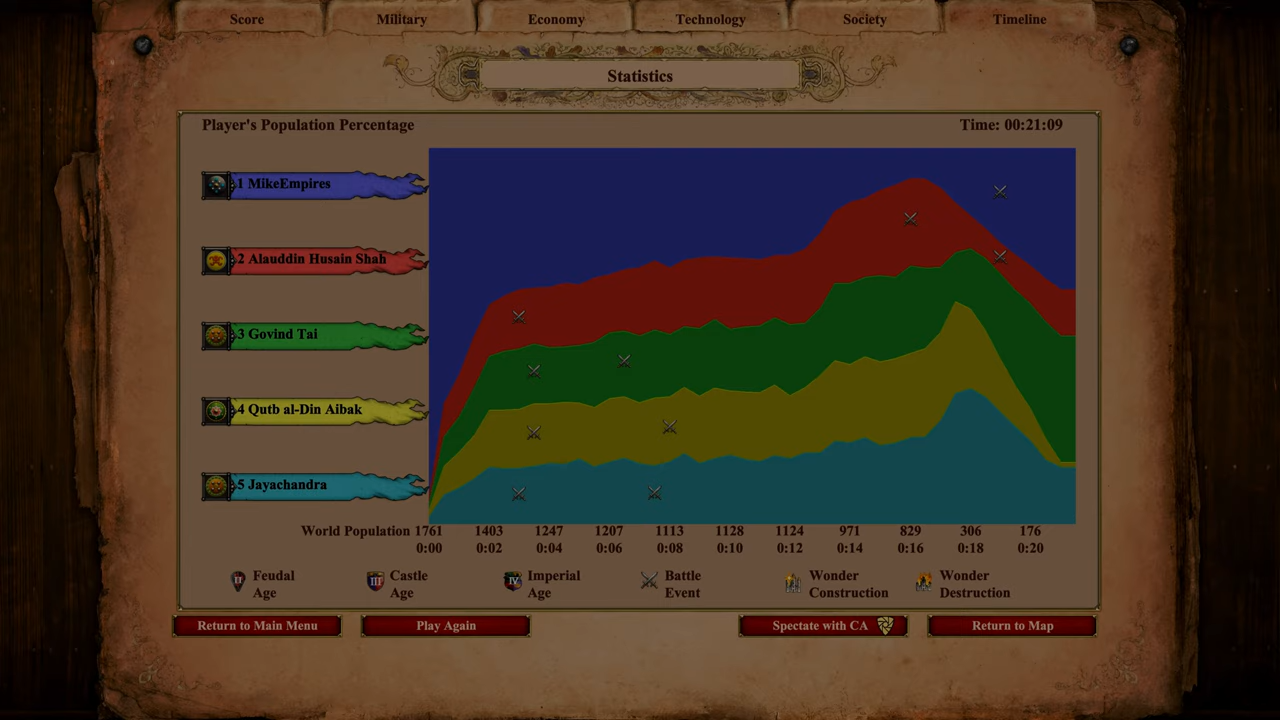 Score Military Economy Technology Society Timeline
Statistics
Player's Population Percentage Time: 00:21:09
1 MikeEmpires
2 Alauddin Husain Shah
3 Govind Tai
4 Qutb al-Din Aibak
5 Jayachandra
World Population 1761 1403 1247 1207 1113 1128 1124 971 829 306 176
0:00 0:02 0:04 0:06 0:08 0:10 0:12 0:14 0:16 0:18 0:20
II Feudal Age
III Castle Age
IV Imperial Age
Battle Event
Wonder Construction
Wonder Destruction
Return to Main Menu Play Again Spectate with CA Return to Map